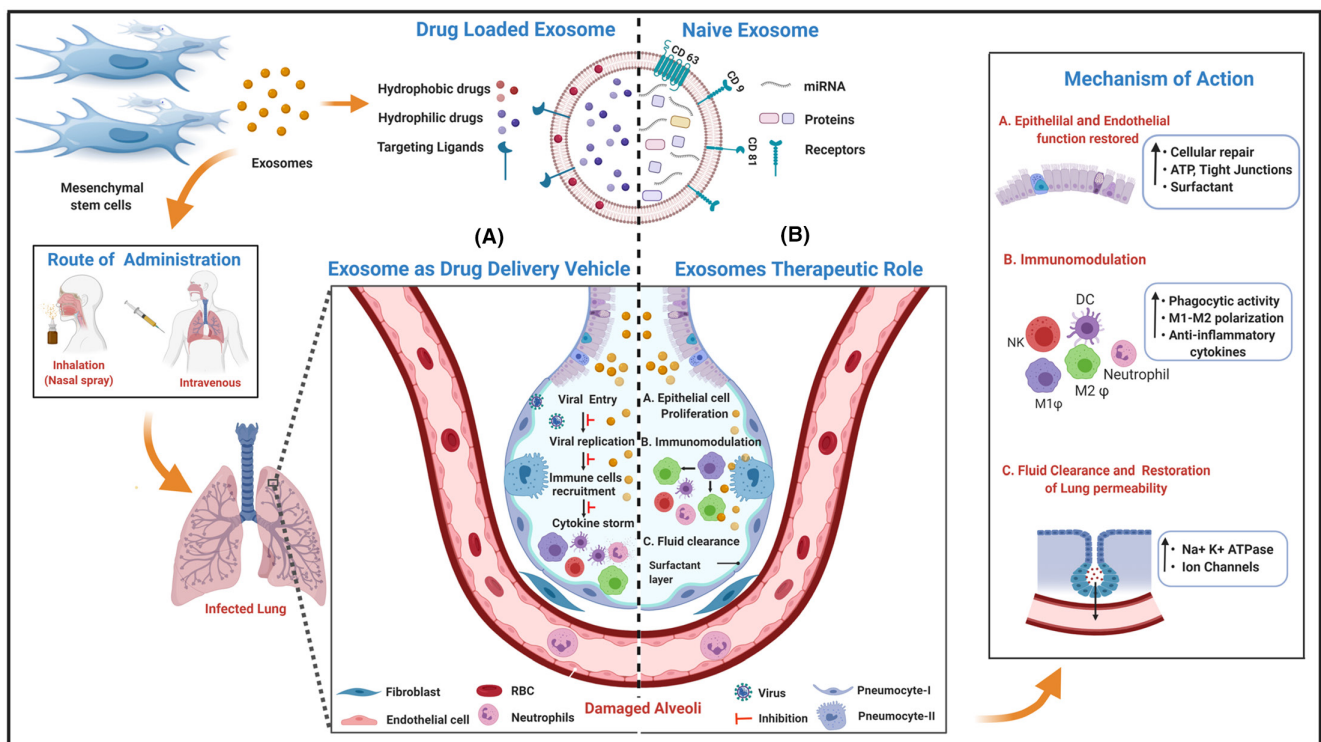 Drug Loaded Exosome
Naive Exosome
Hydrophobic drugs
Hydrophilic drugs
Targeting Ligands
CD 63
CD 9
CD 81
miRNA
Proteins
Receptors
Exosomes
Mesenchymal
stem cells
Route of Administration
Inhalation
(Nasal spray)
Intravenous
Infected Lung
(A)
Exosome as Drug Delivery Vehicle
(B)
Exosomes Therapeutic Role
Viral Entry
Viral replication
Immune cells
recruitment
Cytokine storm
A. Epithelial cell
Proliferation
B. Immunomodulation
C. Fluid clearance
Surfactant
layer
Fibroblast
RBC
Endothelial cell
Neutrophils
Damaged Alveoli
Virus
Inhibition
Pneumocyte-I
Pneumocyte-II
Mechanism of Action
A. Epithelilal and Endothelial
function restored
• Cellular repair
• ATP, Tight Junctions
• Surfactant
B. Immunomodulation
DC
NK
Neutrophil
M1φ
M2 φ
• Phagocytic activity
• M1-M2 polarization
• Anti-inflammatory
cytokines
C. Fluid Clearance and Restoration
of Lung permeability
• Na+ K+ ATPase
• Ion Channels